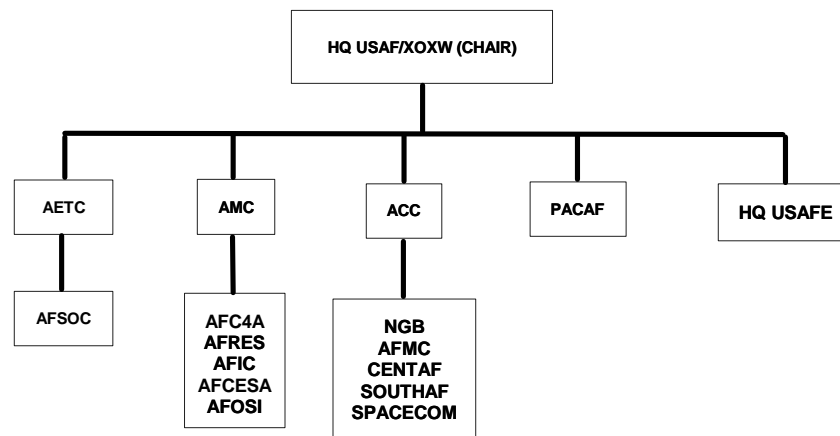 HQ USAF/XOXW (CHAIR)
AETC
AMC
ACC
PACAF
HQ USAFE
AFSOC
AFC4A
AFRES
AFIC
AFCESA
AFOSI
NGB
AFMC
CENTAF
SOUTHAF
SPACECOM